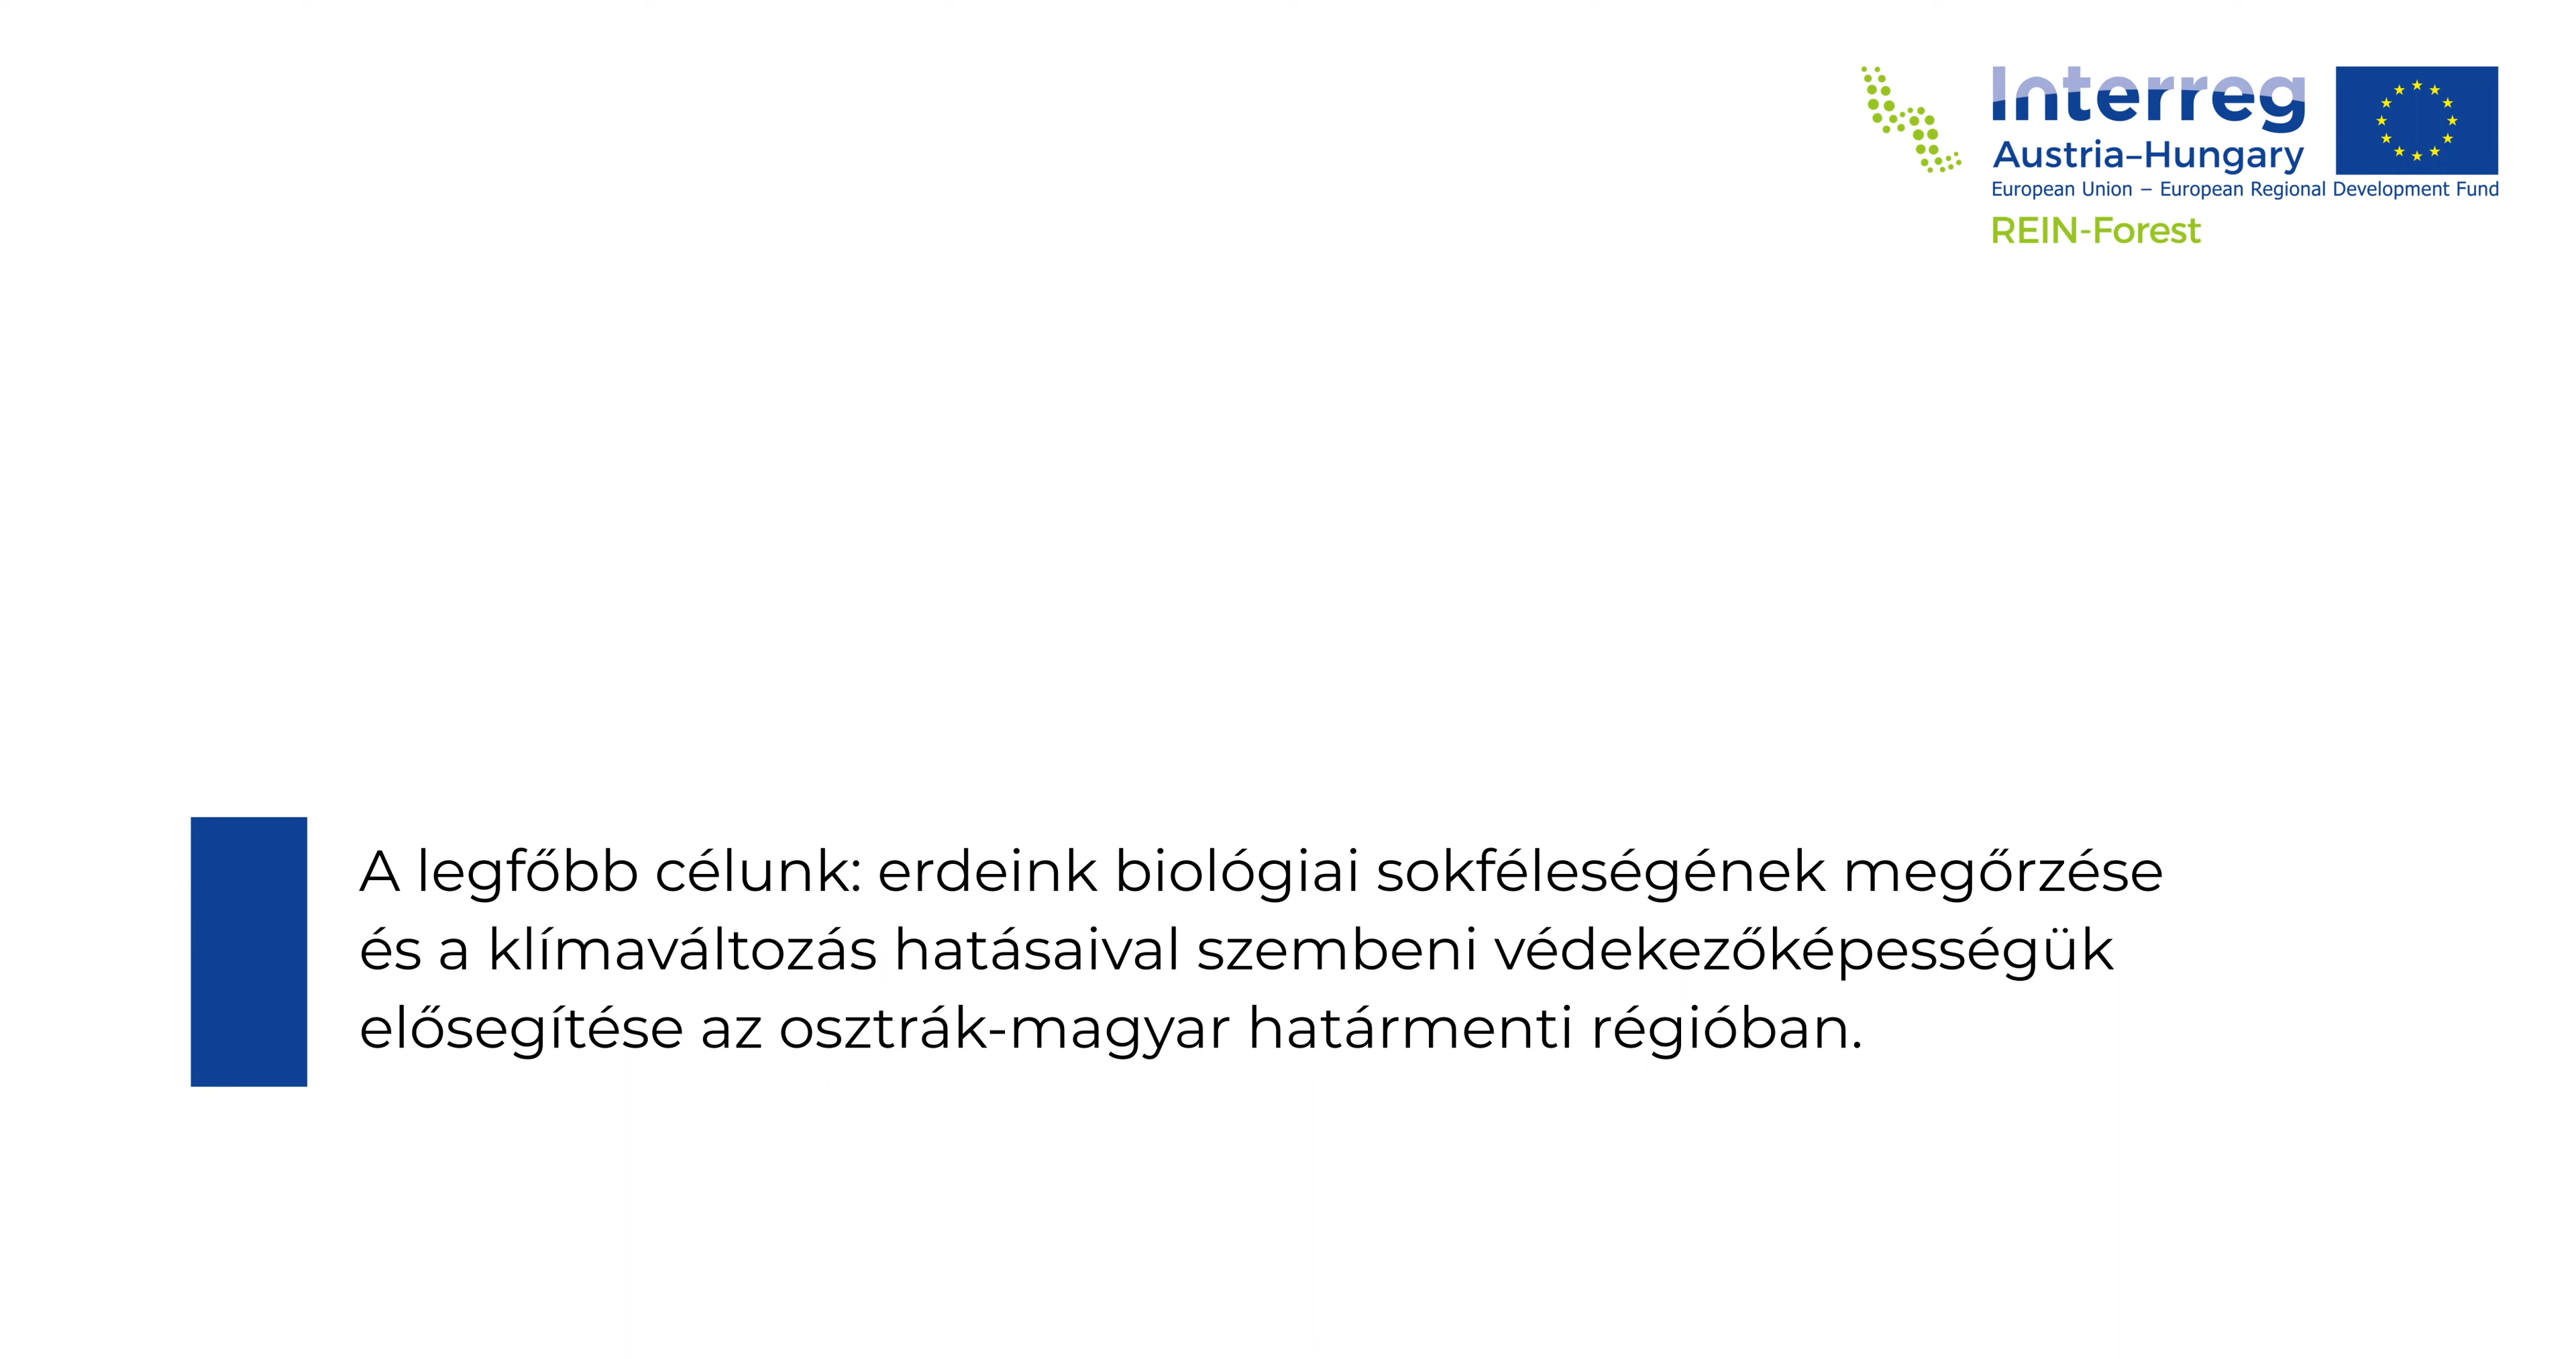 Interreg
Austria–Hungary
European Union – European Regional Development Fund
REIN-Forest
A legfőbb célunk: erdeink biológiai sokféleségének megőrzése
és a klímaváltozás hatásaival szembeni védekezőképességük
elősegítése az osztrák-magyar határmenti régióban.